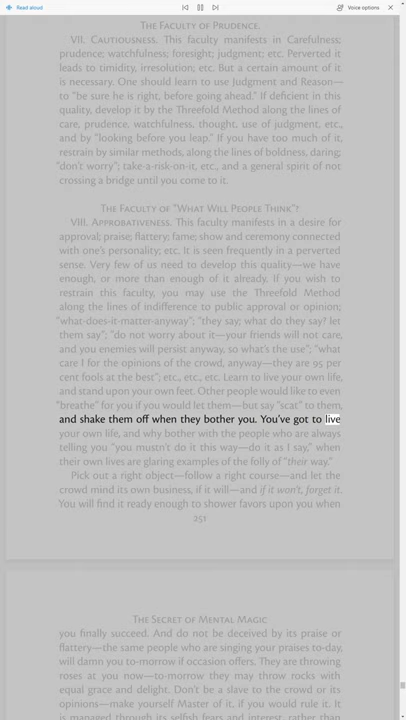 Read aloud
Voice options
The Faculty of Prudence.
VII. Cautiousness. This faculty manifests in Carefulness;
prudence; watchfulness; foresight; judgment; etc. Perverted it
leads to timidity, irresolution; etc. But a certain amount of it
is necessary. One should learn to use Judgment and Reason—
to "be sure he is right, before going ahead." If deficient in this
quality, develop it by the Threefold Method along the lines of
care, prudence, watchfulness, thought, use of judgment, etc.,
and by "looking before you leap." If you have too much of it,
restrain by similar methods, along the lines of boldness, daring;
"don't worry"; take-a-risk-on-it, etc., and a general spirit of not
crossing a bridge until you come to it.
The Faculty of "What Will People Think"?
VIII. Approbativeness. This faculty manifests in a desire for
approval; praise; flattery; fame; show and ceremony connected
with one's personality; etc. It is seen frequently in a perverted
sense. Very few of us need to develop this quality—we have
enough, or more than enough of it already. If you wish to
restrain this faculty, you may use the Threefold Method
along the lines of indifference to public approval or opinion;
"what-does-it-matter-anyway"; "they say; what do they say? let
them say"; "do not worry about it—your friends will not care,
and you enemies will persist anyway, so what's the use"; "what
care I for the opinions of the crowd, anyway—they are 95 per
cent fools at the best"; etc., etc., etc. Learn to live your own life,
and stand upon your own feet. Other people would like to even
"breathe" for you if you would let them—but say "scat" to them,
and shake them off when they bother you. You've got to live
your own life, and why bother with the people who are always
telling you "you mustn't do it this way—do it as I say," when
their own lives are glaring examples of the folly of "their way."
Pick out a right object—follow a right course—and let the
crowd mind its own business, if it will—and if it won't, forget it.
You will find it ready enough to shower favors upon you when
251
The Secret of Mental Magic
you finally succeed. And do not be deceived by its praise or
flattery—the same people who are singing your praises to-day,
will damn you to-morrow if occasion offers. They are throwing
roses at you now—to-morrow they may throw rocks with
equal grace and delight. Don't be a slave to the crowd or its
opinions—make yourself Master of it, if you would rule it. It
is managed through its selfish fears and interest, rather than